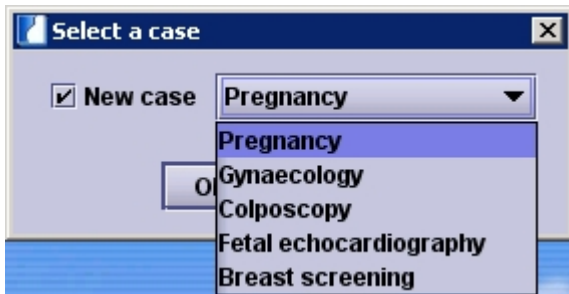 Select a case
New case Pregnancy
Pregnancy
Gynaecology
Colposcopy
Fetal echocardiography
Breast screening